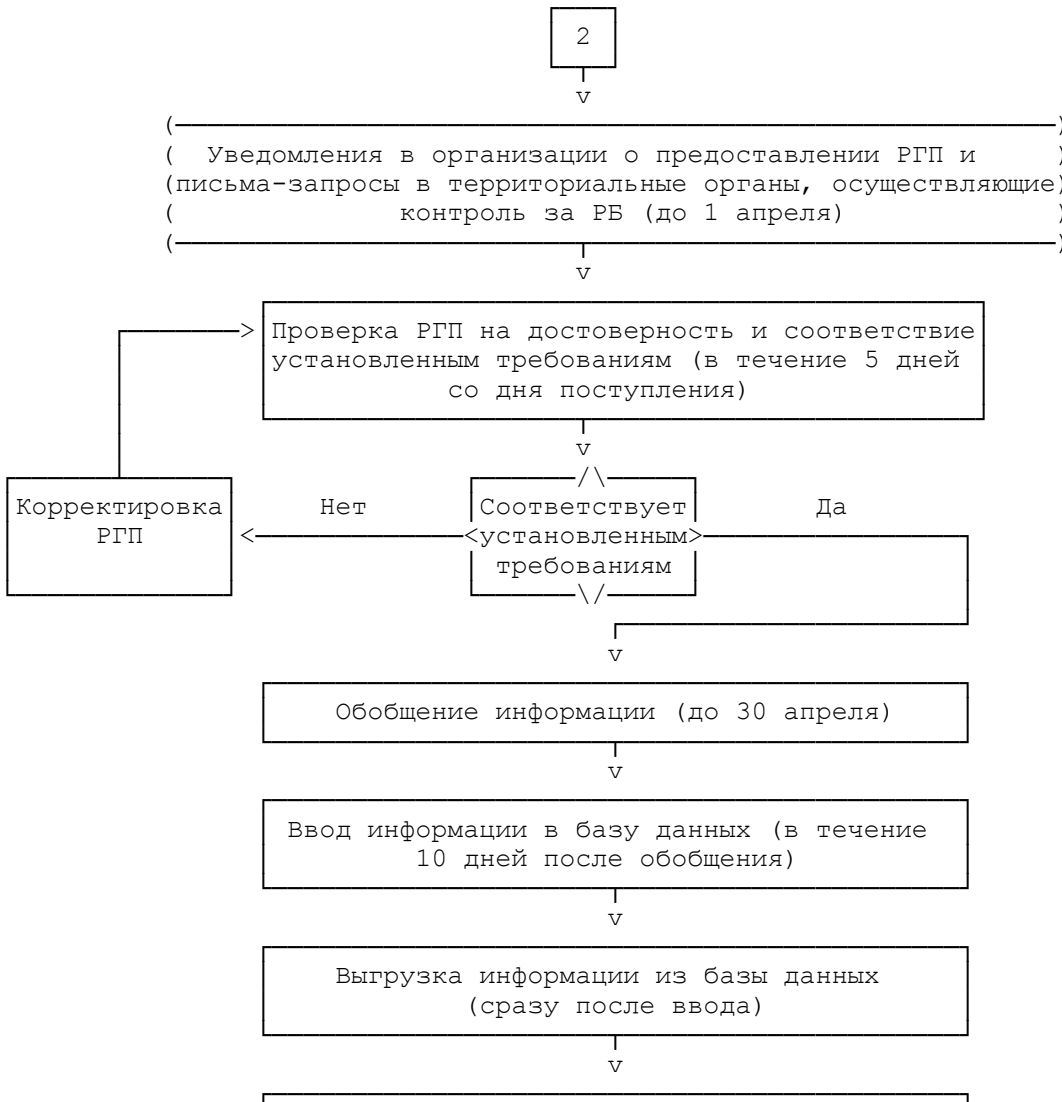 2
Уведомления в организации о предоставлении РГП и
письма-запросы в территориальные органы, осуществляющие
контроль за РБ (до 1 апреля)
Проверка РГП на достоверность и соответствие
установленным требованиям (в течение 5 дней
со дня поступления)
Корректировка
РГП
Нет
Соответствует
установленным
требованиям
Да
Обобщение информации (до 30 апреля)
Ввод информации в базу данных (в течение
10 дней после обобщения)
Выгрузка информации из базы данных
(сразу после ввода)